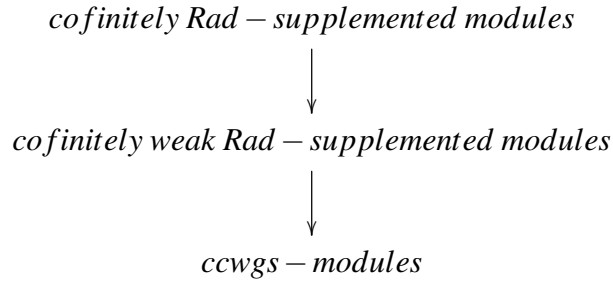 cofinitely Rad − supplemented modules
cofinitely weak Rad − supplemented modules
ccwgs − modules